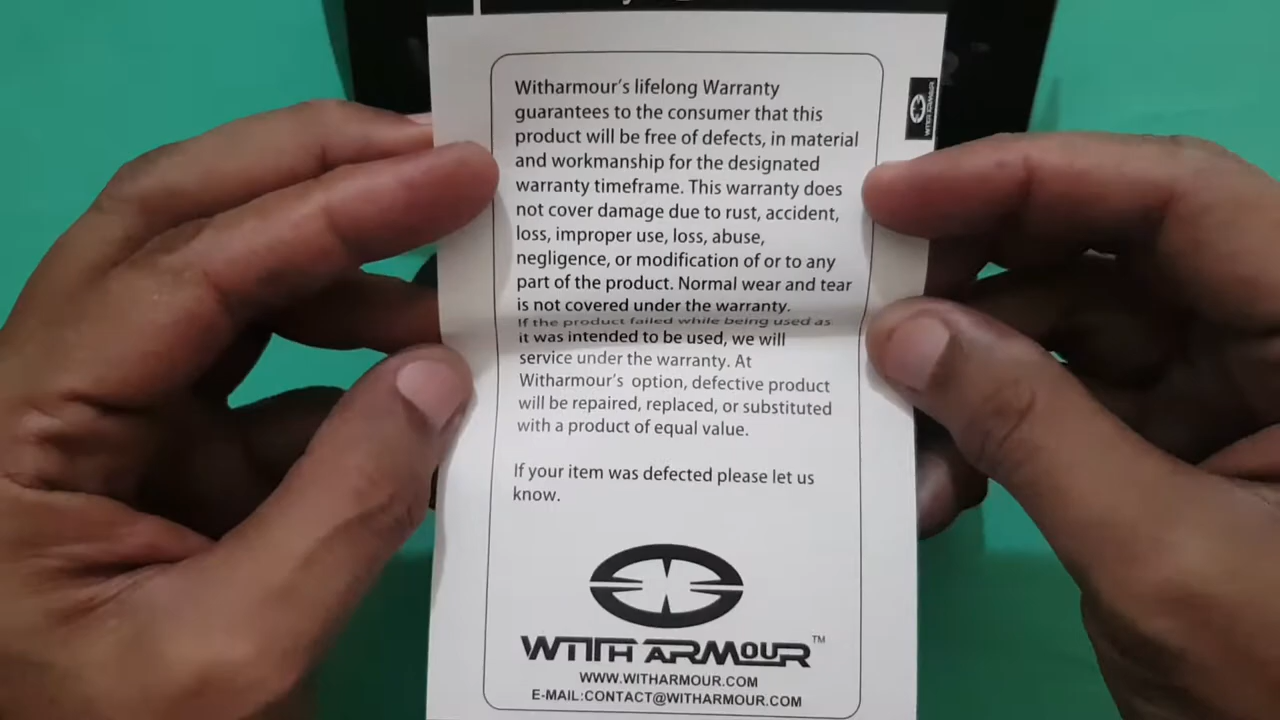 Witharmour's lifelong Warranty
guarantees to the consumer that this
product will be free of defects, in material
and workmanship for the designated
warranty timeframe. This warranty does
not cover damage due to rust, accident,
loss, improper use, loss, abuse,
negligence, or modification of or to any
part of the product. Normal wear and tear
is not covered under the warranty.
If the product failed while being used as
it was intended to be used, we will
service under the warranty. At
Witharmour's option, defective product
will be repaired, replaced, or substituted
with a product of equal value.
If your item was defected please let us
know.
WITH ARMOUR™
WWW.WITHARMOUR.COM
E-MAIL:CONTACT@WITHARMOUR.COM